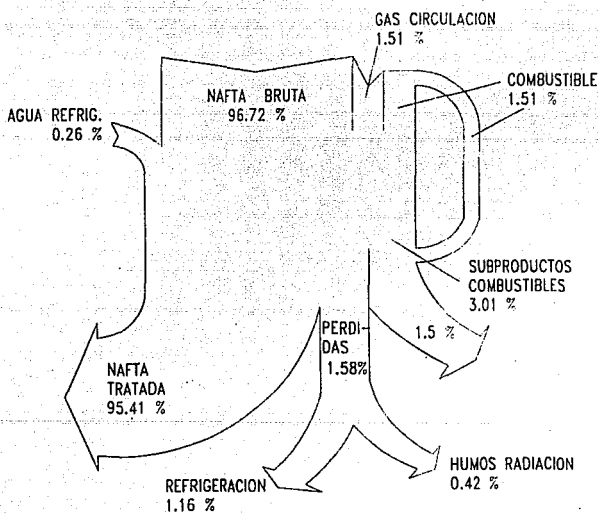 GAS CIRCULACION
1.51 %
COMBUSTIBLE
1.51 %
NAFTA BRUTA
96.72 %
AGUA REFRIG.
0.26 %
SUBPRODUCTOS
COMBUSTIBLES
3.01 %
PERDI-
DAS
1.58%
1.5 %
NAFTA
TRATADA
95.41 %
HUMOS RADIACION
0.42 %
REFRIGERACION
1.16 %